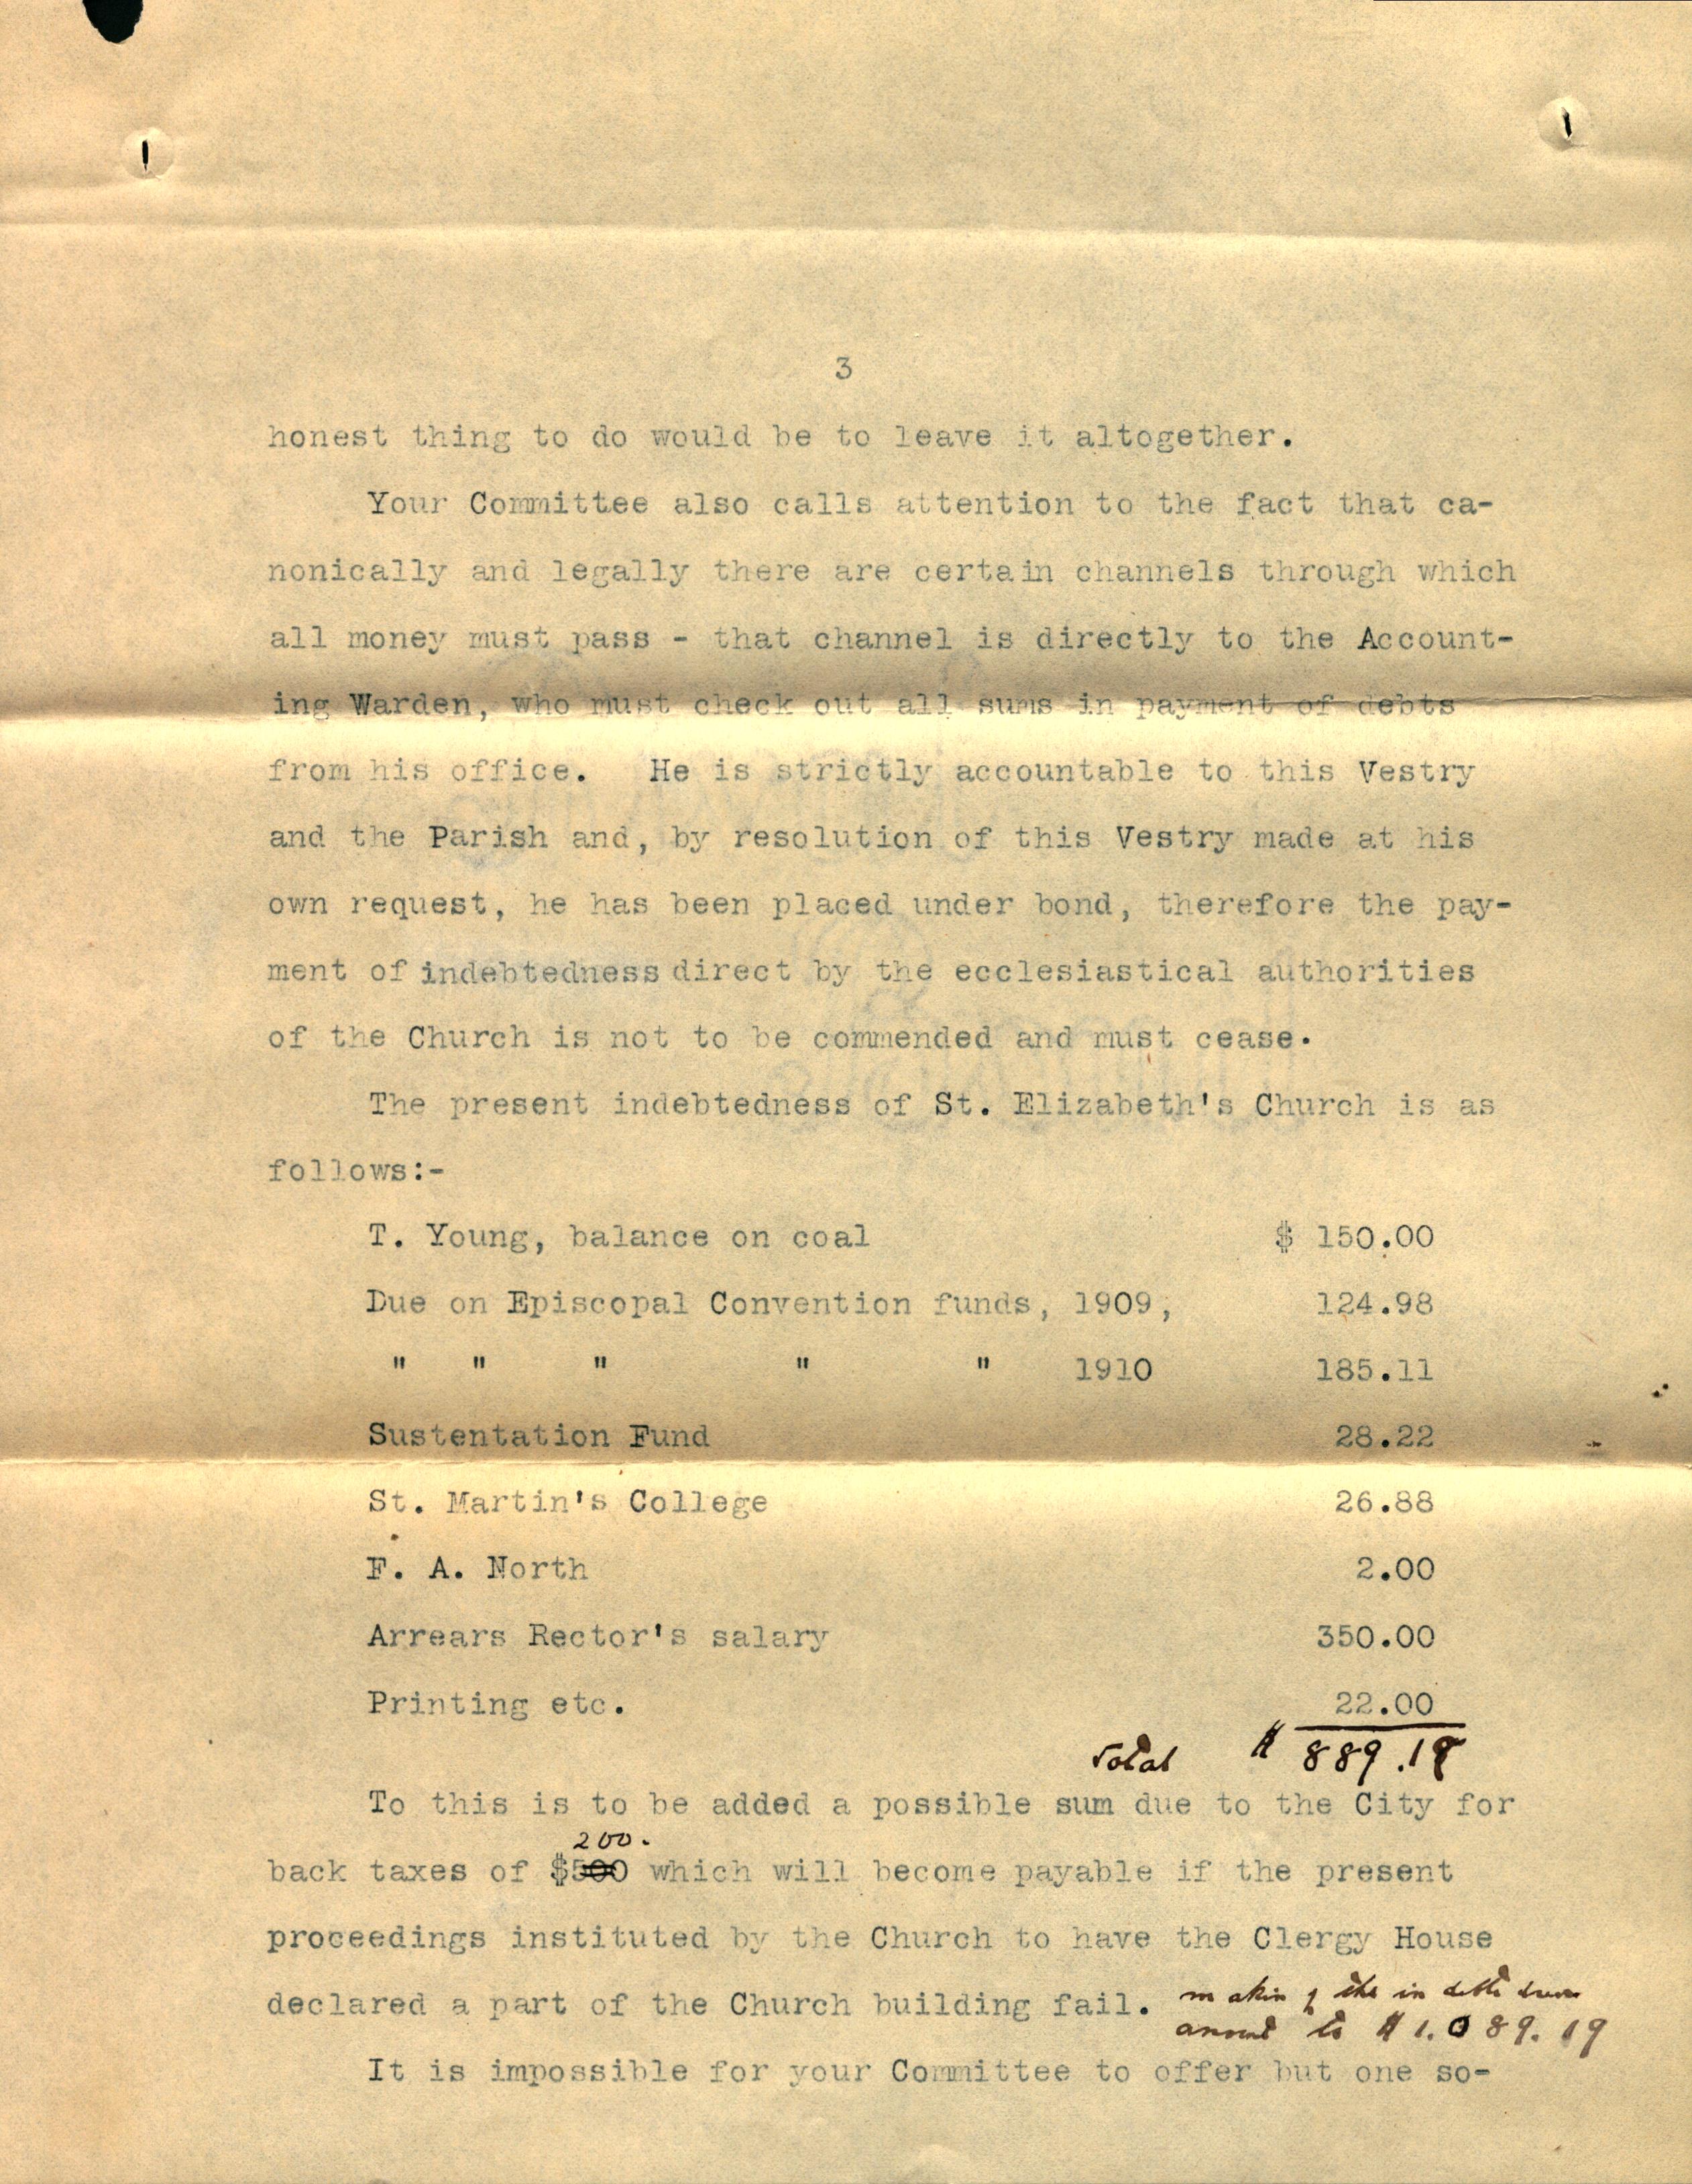 3
honest thing to do would be to leave it altogether.
Your Committee also calls attention to the fact that ca-
nonically and legally there are certain channels through which
all money must pass - that channel is directly to the Account-
ing Warden, who must check out all sums in payment of debts
from his office. He is strictly accountable to this Vestry
and the Parish and, by resolution of this Vestry made at his
own request, he has been placed under bond, therefore the pay-
ment of indebtedness direct by the ecclesiastical authorities
of the Church is not to be commended and must cease.
The present indebtedness of St. Elizabeth's Church is as
follows:-
T. Young, balance on coal $ 150.00
Due on Episcopal Convention funds, 1909, 124.98
" " " " " 1910 185.11
Sustentation Fund 28.22
St. Martin's College 26.88
F. A. North 2.00
Arrears Rector's salary 350.00
Printing etc. 22.00
Total $ 889.19
To this is to be added a possible sum due to the City for
200.
back taxes of $500 which will become payable if the present
proceedings instituted by the Church to have the Clergy House
declared a part of the Church building fail. making the indebtedness
amount to $1.089.19
It is impossible for your Committee to offer but one so-